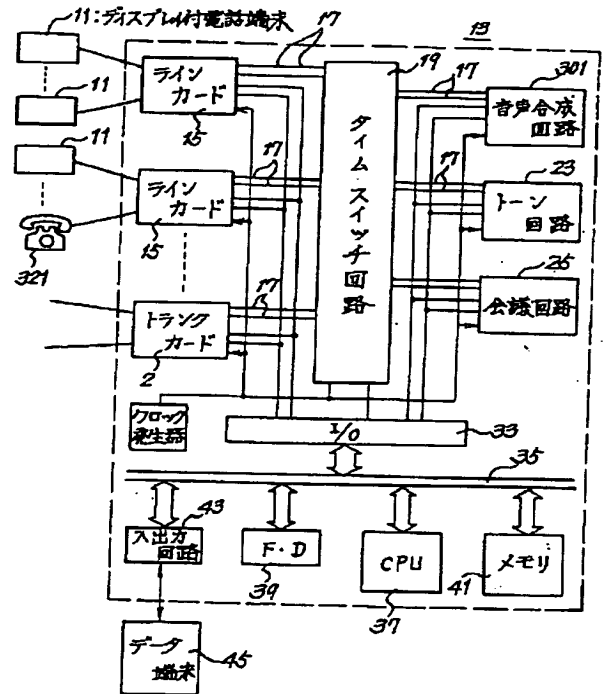 11:ディスプレイ付電話端末
11
11
321
ライン
カード
15
ライン
カード
15
トランク
カード
2
クロック
発生器
17
17
17
19
タイムスイッチ回路
13
17
17
301
音声合成
回路
23
トーン
回路
25
会議回路
I/O
33
35
43
入出力
回路
F・D
39
CPU
37
メモリ
41
データ
端末
45